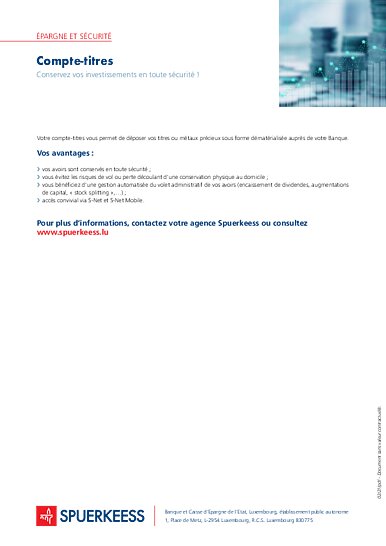 ÉPARGNE ET SÉCURITÉ
Compte-titres
Conservez vos investissements en toute sécurité !
Votre compte-titres vous permet de déposer vos titres ou métaux précieux sous forme dématérialisée auprès de votre Banque.
Vos avantages :
vos avoirs sont conservés en toute sécurité ;
vous évitez les risques de vol ou perte découlant d'une conservation physique au domicile ;
vous bénéficiez d'une gestion automatisée du volet administratif de vos avoirs (encaissement de dividendes, augmentations
de capital, « stock splitting »,…) ;
accès convivial via S-Net et S-Net Mobile.
Pour plus d'informations, contactez votre agence Spuerkeess ou consultez
www.spuerkeess.lu
Document sans valeur contractuelle.
SPUERKEESS
Banque et Caisse d'Epargne de l'Etat, Luxembourg, établissement public autonome
1, Place de Metz, L-2954 Luxembourg, R.C.S. Luxembourg B30775